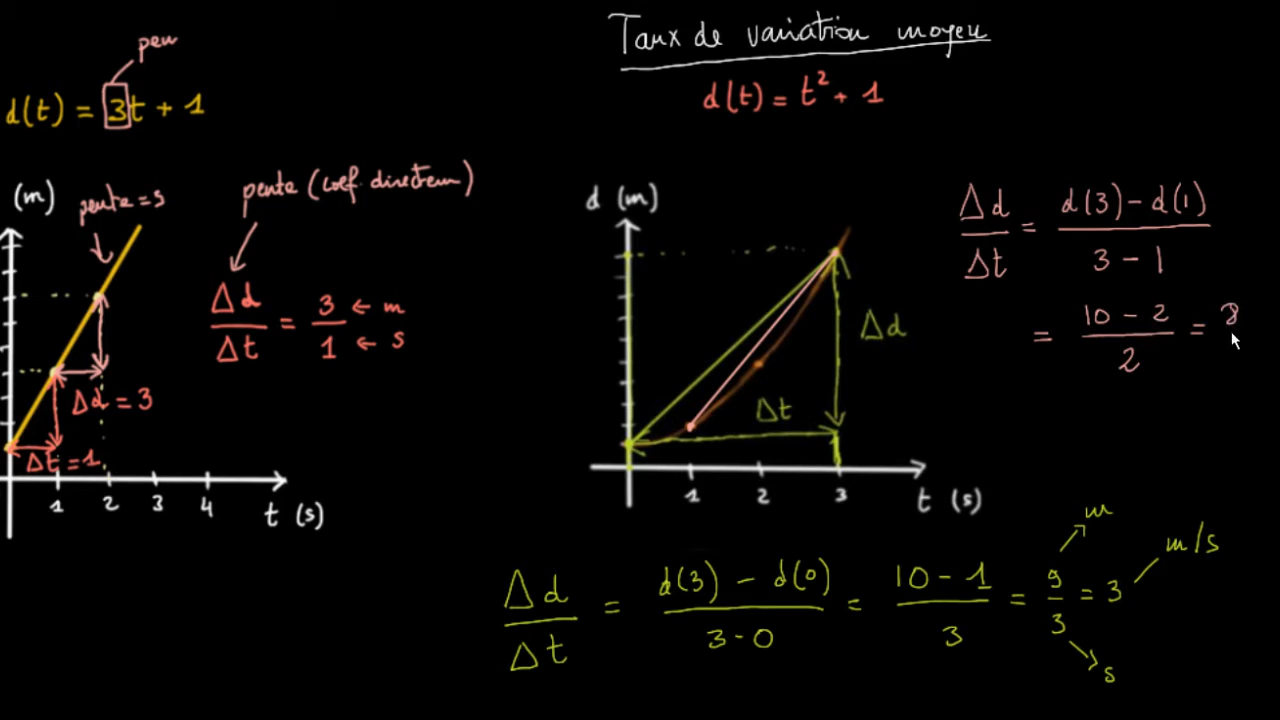 Taux de variation moyen
d(t) = t² + 1
peu
d(t) = 3t + 1
(m)
pente = s
pente (coef. directeur)
Δd/Δt = 3/1 ← m ← s
Δd = 3
Δt = 1
1 2 3 4 t (s)
d (m)
Δd
Δt
1 2 3 t (s)
Δd/Δt = d(3) - d(1)/3 - 1
= 10 - 2/2 = 8
Δd/Δt = d(3) - d(0)/3 - 0 = 10 - 1/3 = 9/3 = 3
m
m/s
s